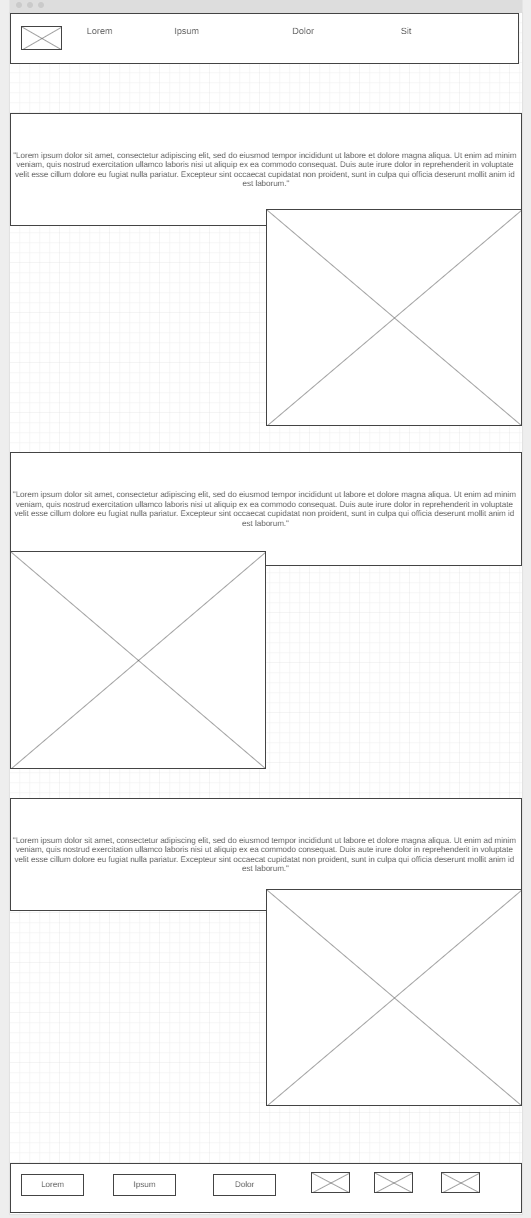 Lorem Ipsum Dolor Sit
"Lorem ipsum dolor sit amet, consectetur adipiscing elit, sed do eiusmod tempor incididunt ut labore et dolore magna aliqua. Ut enim ad minim
veniam, quis nostrud exercitation ullamco laboris nisi ut aliquip ex ea commodo consequat. Duis aute irure dolor in reprehenderit in voluptate
velit esse cillum dolore eu fugiat nulla pariatur. Excepteur sint occaecat cupidatat non proident, sunt in culpa qui officia deserunt mollit anim id
est laborum."
"Lorem ipsum dolor sit amet, consectetur adipiscing elit, sed do eiusmod tempor incididunt ut labore et dolore magna aliqua. Ut enim ad minim
veniam, quis nostrud exercitation ullamco laboris nisi ut aliquip ex ea commodo consequat. Duis aute irure dolor in reprehenderit in voluptate
velit esse cillum dolore eu fugiat nulla pariatur. Excepteur sint occaecat cupidatat non proident, sunt in culpa qui officia deserunt mollit anim id
est laborum."
"Lorem ipsum dolor sit amet, consectetur adipiscing elit, sed do eiusmod tempor incididunt ut labore et dolore magna aliqua. Ut enim ad minim
veniam, quis nostrud exercitation ullamco laboris nisi ut aliquip ex ea commodo consequat. Duis aute irure dolor in reprehenderit in voluptate
velit esse cillum dolore eu fugiat nulla pariatur. Excepteur sint occaecat cupidatat non proident, sunt in culpa qui officia deserunt mollit anim id
est laborum."
Lorem Ipsum Dolor